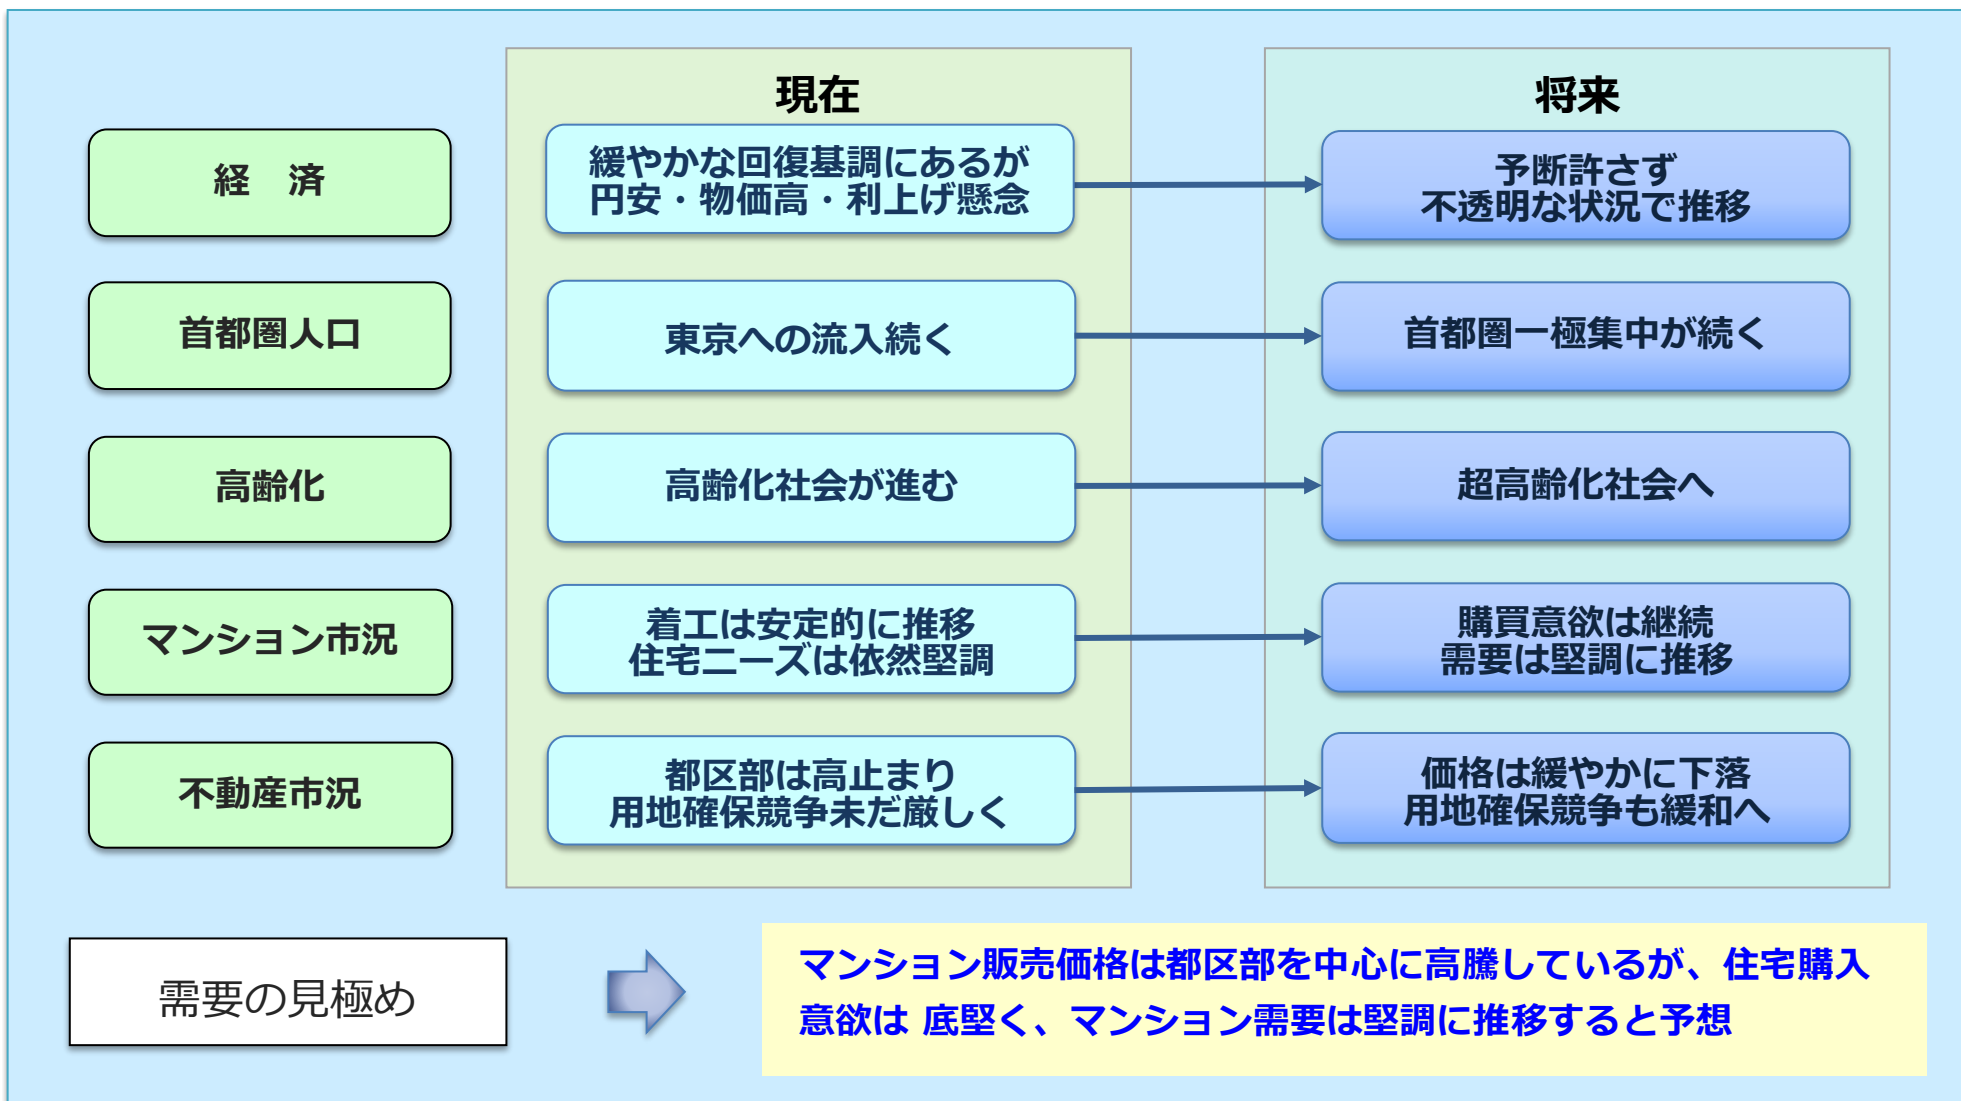 現在
将来
経　済
緩やかな回復基調にあるが
円安・物価高・利上げ懸念
予断許さず
不透明な状況で推移
首都圏人口
東京への流入続く
首都圏一極集中が続く
高齢化
高齢化社会が進む
超高齢化社会へ
マンション市況
着工は安定的に推移
住宅ニーズは依然堅調
購買意欲は継続
需要は堅調に推移
不動産市況
都区部は高止まり
用地確保競争未だ厳しく
価格は緩やかに下落
用地確保競争も緩和へ
需要の見極め
マンション販売価格は都区部を中心に高騰しているが、住宅購入
意欲は 底堅く、マンション需要は堅調に推移すると予想